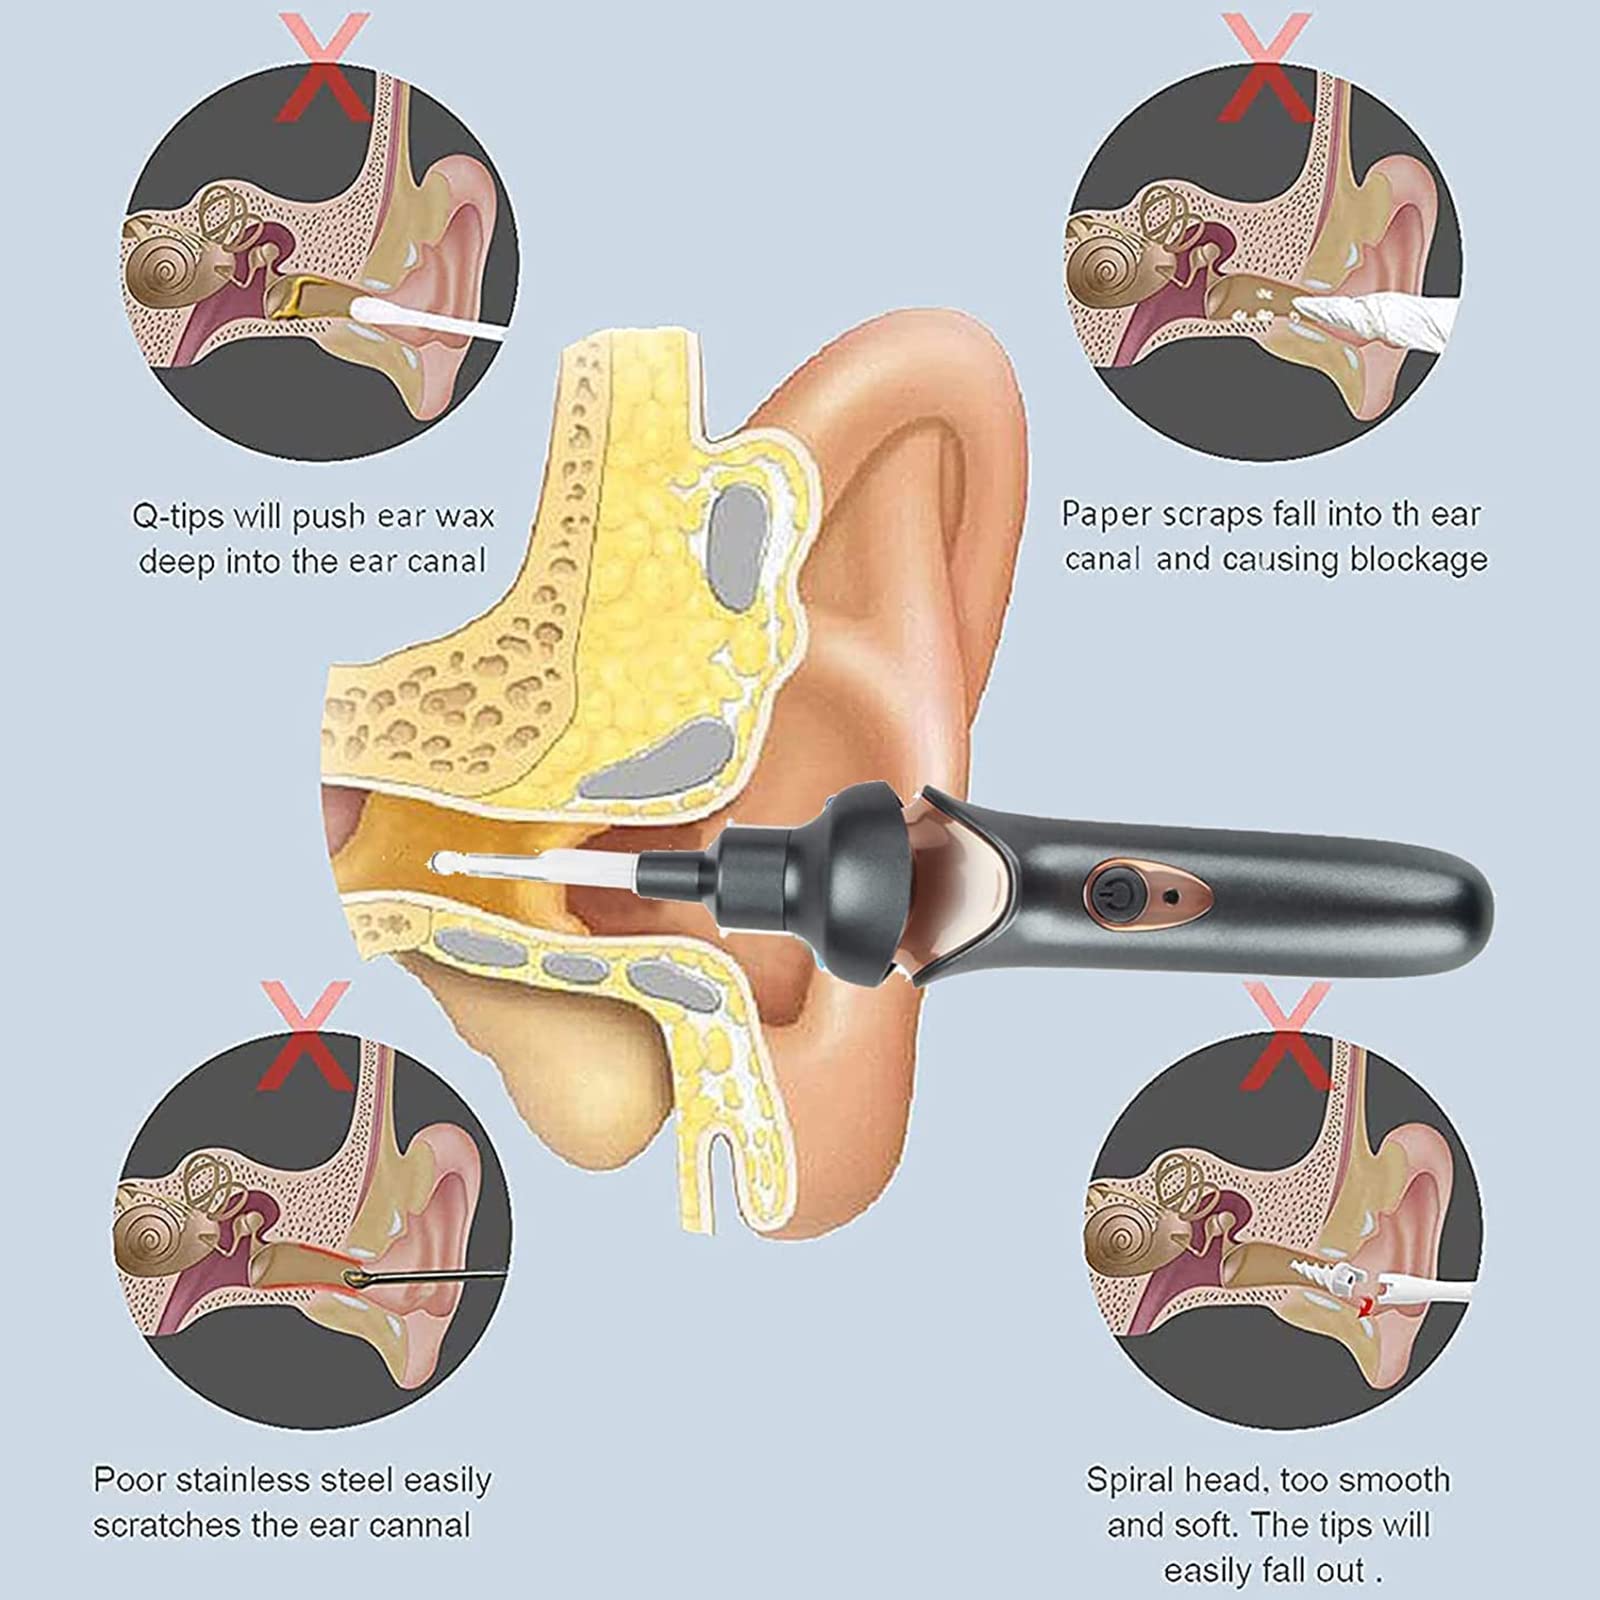 Q-tips will push ear wax
deep into the ear canal
Paper scraps fall into th ear
canal and causing blockage
Poor stainless steel easily
scratches the ear cannal
Spiral head, too smooth
and soft. The tips will
easily fall out .